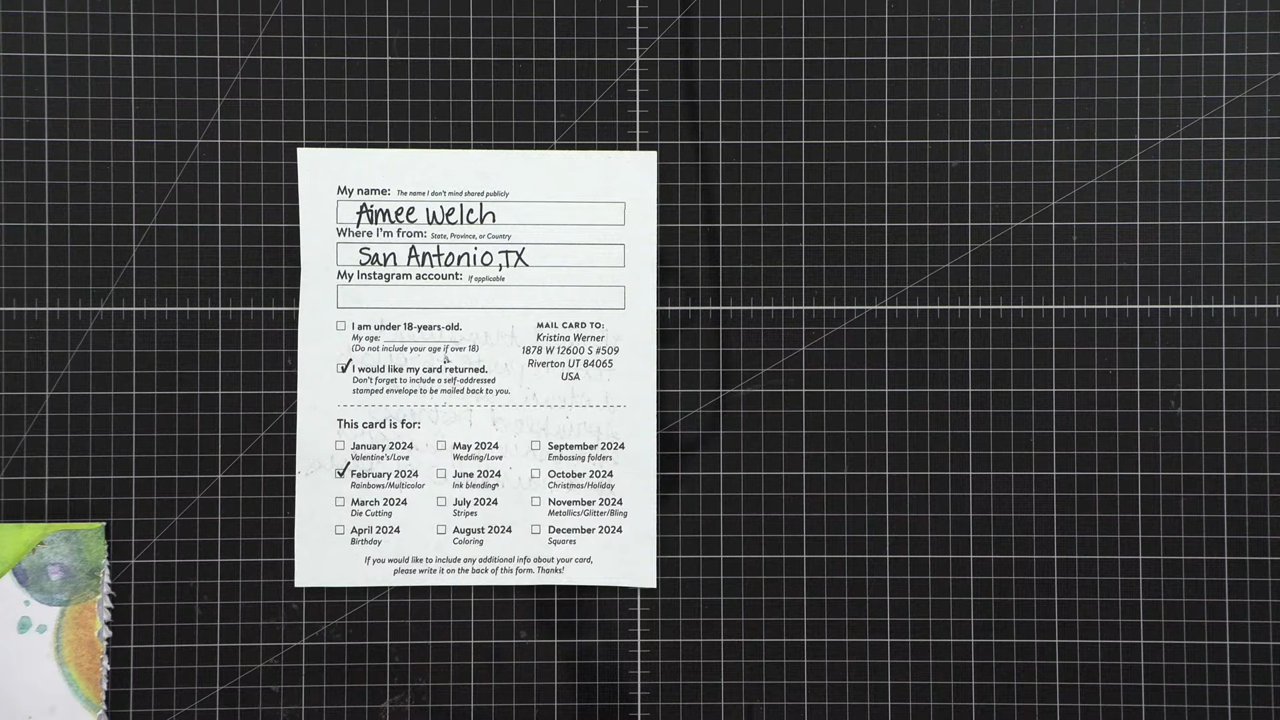 My name: The name I don't mind shared publicly
Aimee Welch
Where I'm from: State, Province, or Country
San Antonio, TX
My Instagram account: If applicable
I am under 18-years-old.
My age:
(Do not include your age if over 18)
I would like my card returned.
Don't forget to include a self-addressed
stamped envelope to be mailed back to you.
MAIL CARD TO:
Kristina Werner
1878 W 12600 S #509
Riverton UT 84065
USA
This card is for:
January 2024
Valentine's/Love
February 2024
Rainbows/Multicolor
March 2024
Die Cutting
April 2024
Birthday
May 2024
Wedding/Love
June 2024
Ink blending
July 2024
Stripes
August 2024
Coloring
September 2024
Embossing folders
October 2024
Christmas/Holiday
November 2024
Metallics/Glitter/Bling
December 2024
Squares
If you would like to include any additional info about your card,
please write it on the back of this form. Thanks!